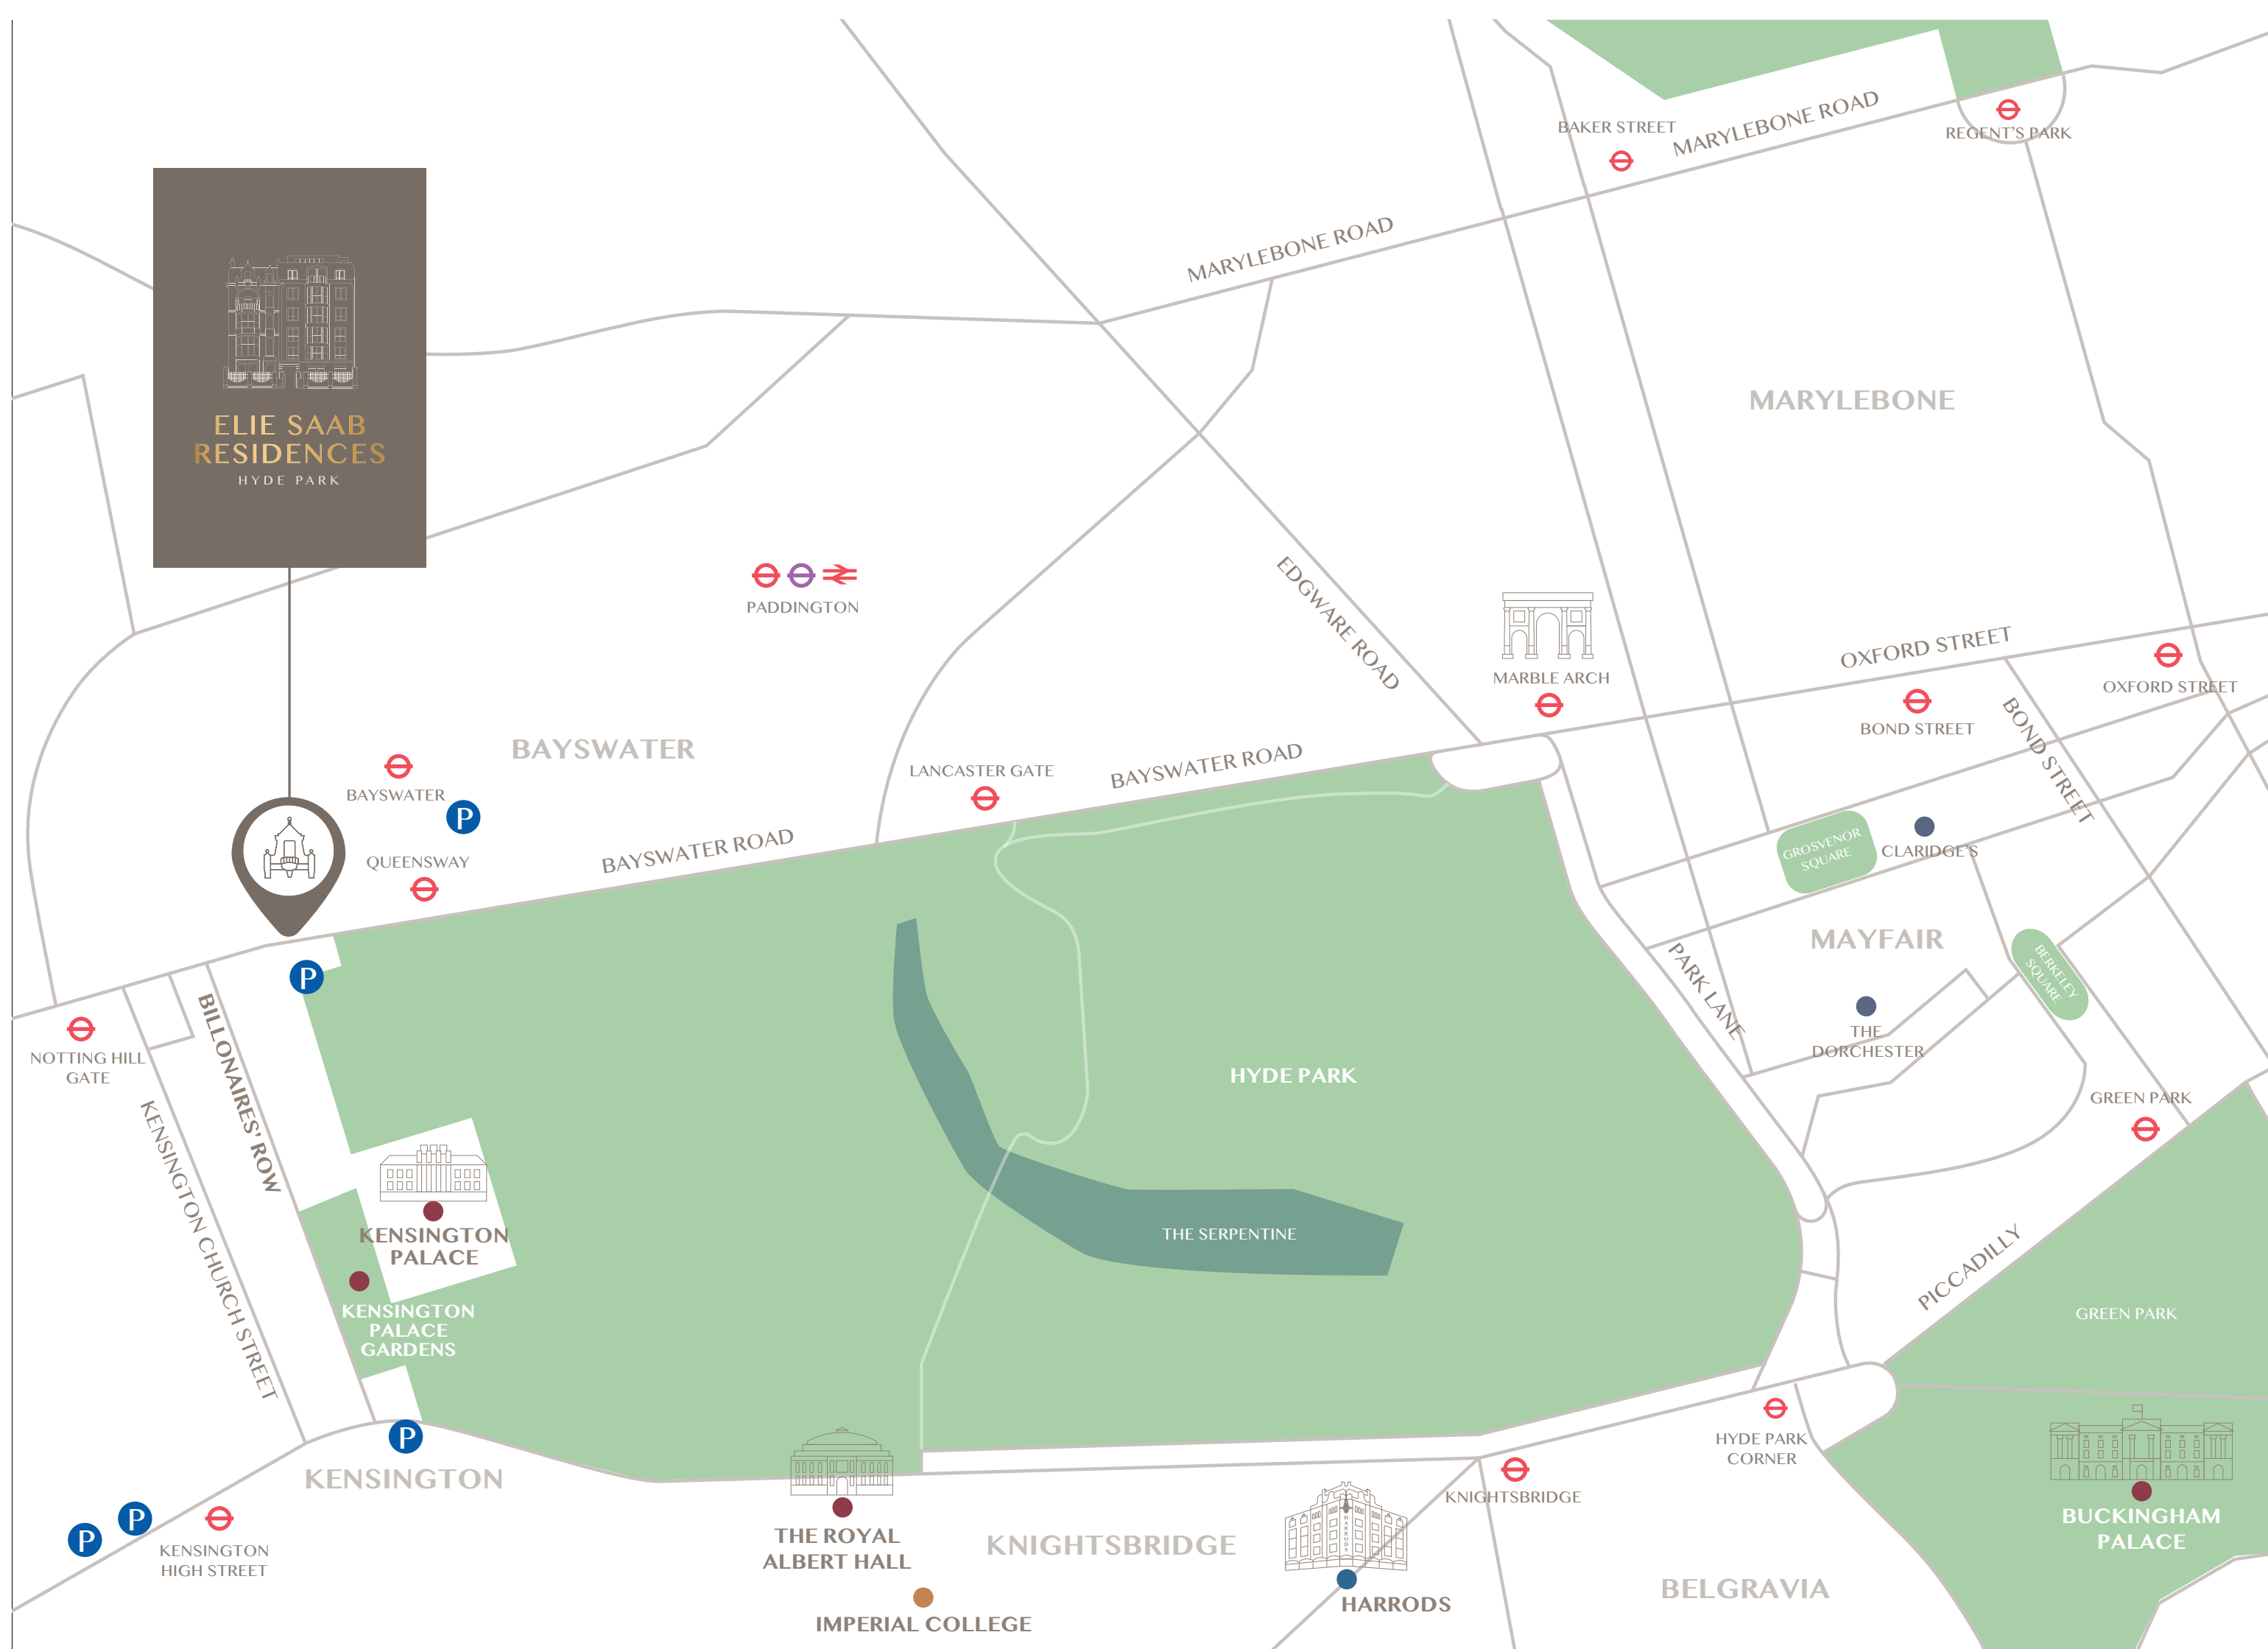 BAKER STREET
MARYLEBONE ROAD
REGENT'S PARK
MARYLEBONE ROAD
ELIE SAAB
RESIDENCES
HYDE PARK
MARYLEBONE
PADDINGTON
EDGWARE ROAD
MARBLE ARCH
OXFORD STREET
OXFORD STREET
BOND STREET
BOND STREET
BAYSWATER
BAYSWATER
P
LANCASTER GATE
BAYSWATER ROAD
BAYSWATER ROAD
QUEENSWAY
GROSVENOR
SQUARE
CLARIDGE'S
MAYFAIR
BERKELEY
SQUARE
PARK LANE
THE
DORCHESTER
P
NOTTING HILL
GATE
BILLONAIRES' ROW
KENSINGTON CHURCH STREET
HYDE PARK
GREEN PARK
KENSINGTON
PALACE
THE SERPENTINE
PICCADILLY
GREEN PARK
KENSINGTON
PALACE
GARDENS
P
KENSINGTON
HYDE PARK
CORNER
P
P
KENSINGTON
HIGH STREET
THE ROYAL
ALBERT HALL
KNIGHTSBRIDGE
KNIGHTSBRIDGE
HARRODS
HARRODS
BUCKINGHAM
PALACE
IMPERIAL COLLEGE
BELGRAVIA